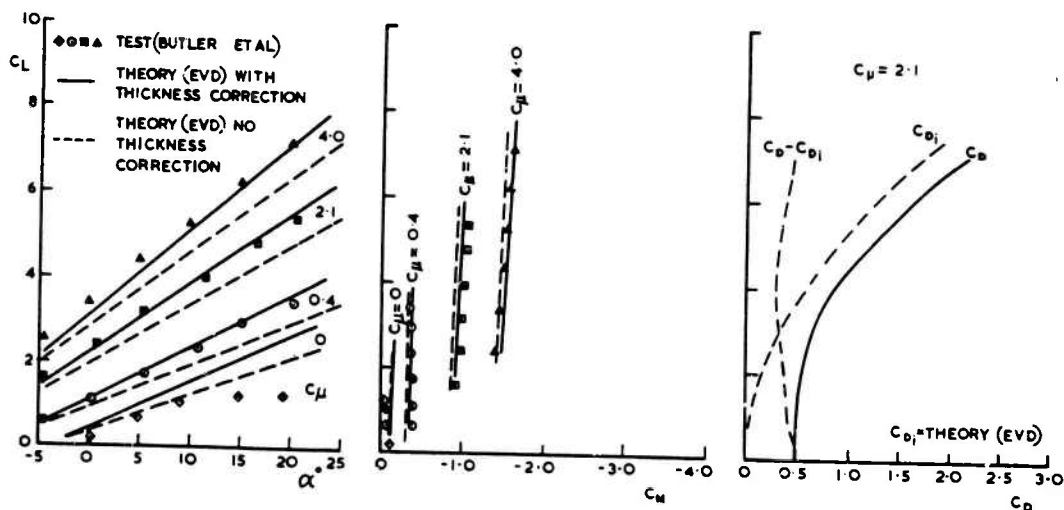 10
C_L
8
6
4
2
0
◆⊙■▲ TEST (BUTLER ET AL)
THEORY (EVD) WITH
THICKNESS CORRECTION
THEORY (EVD) NO
THICKNESS
CORRECTION
4.0
2.1
0.4
0
Cμ
-5 0 5 10 15 20 25
α°
Cμ=0
Cμ=0.4
Cμ=2.1
Cμ=4.0
0 -1.0 -2.0 -3.0 -4.0
C_M
Cμ=2.1
C_D-C_Di
C_Di
C_D
C_Di=THEORY (EVD)
0 0.5 1.0 1.5 2.0 2.5 3.0
C_D